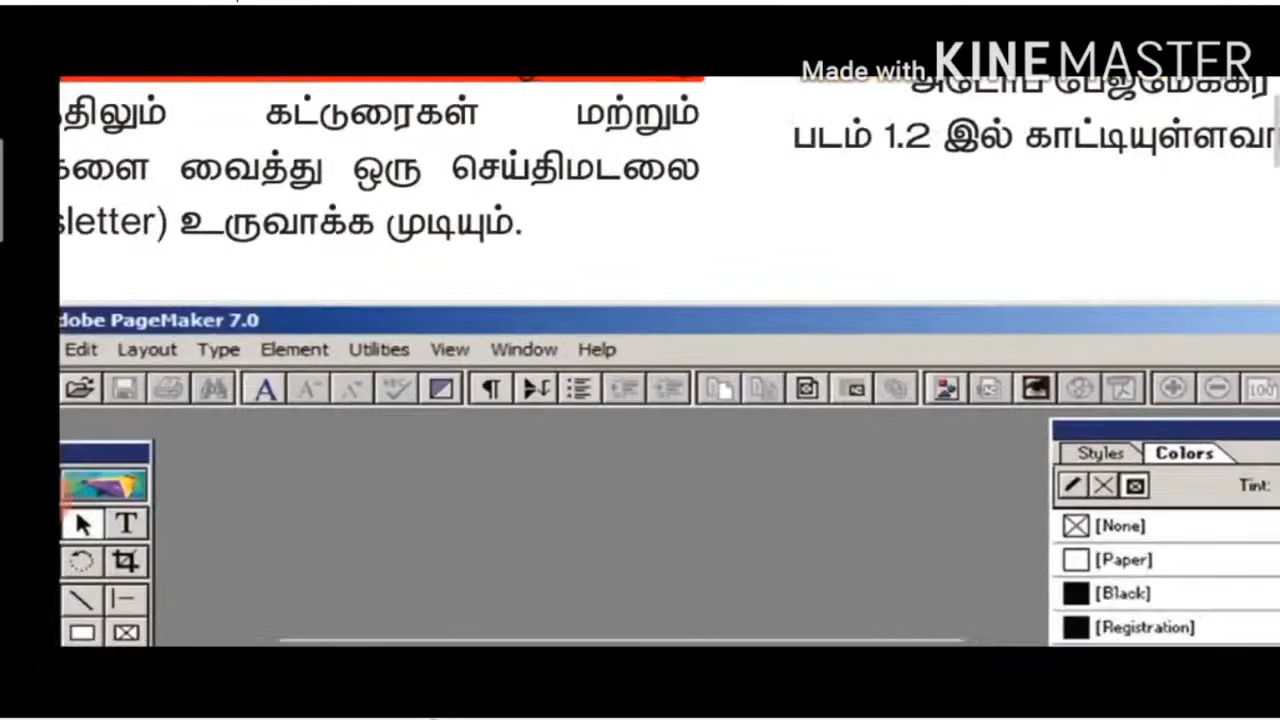 Made with KINEMASTER
கட்டுரைகள் மற்றும்
வைத்து ஒரு செய்திமடலை
sletter) உருவாக்க முடியும்.
படம் 1.2 இல் காட்டியுள்ளவா
dobe PageMaker 7.0
Edit Layout Type Element Utilities View Window Help
Styles Colors
Tint:
[None]
[Paper]
[Black]
[Registration]